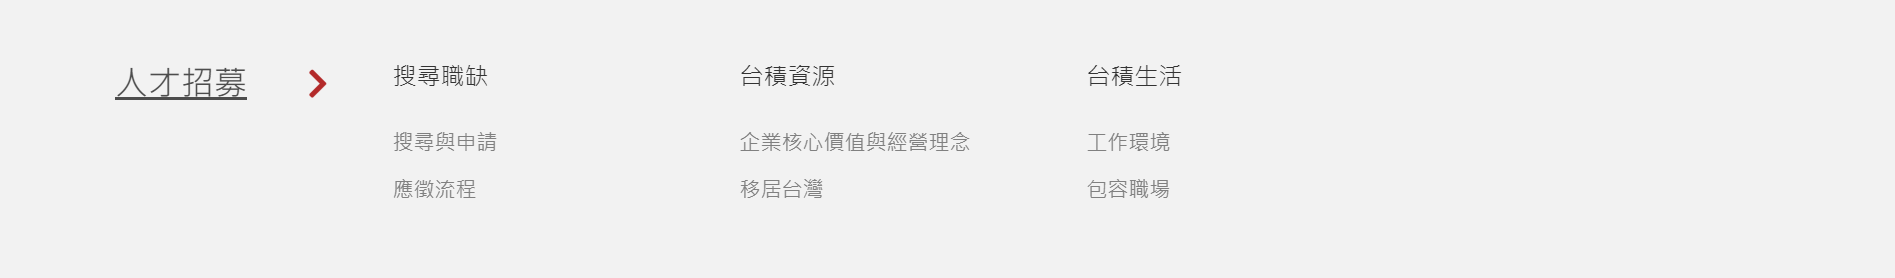 人才招募
搜尋職缺
搜尋與申請
應徵流程
台積資源
企業核心價值與經營理念
移居台灣
台積生活
工作環境
包容職場